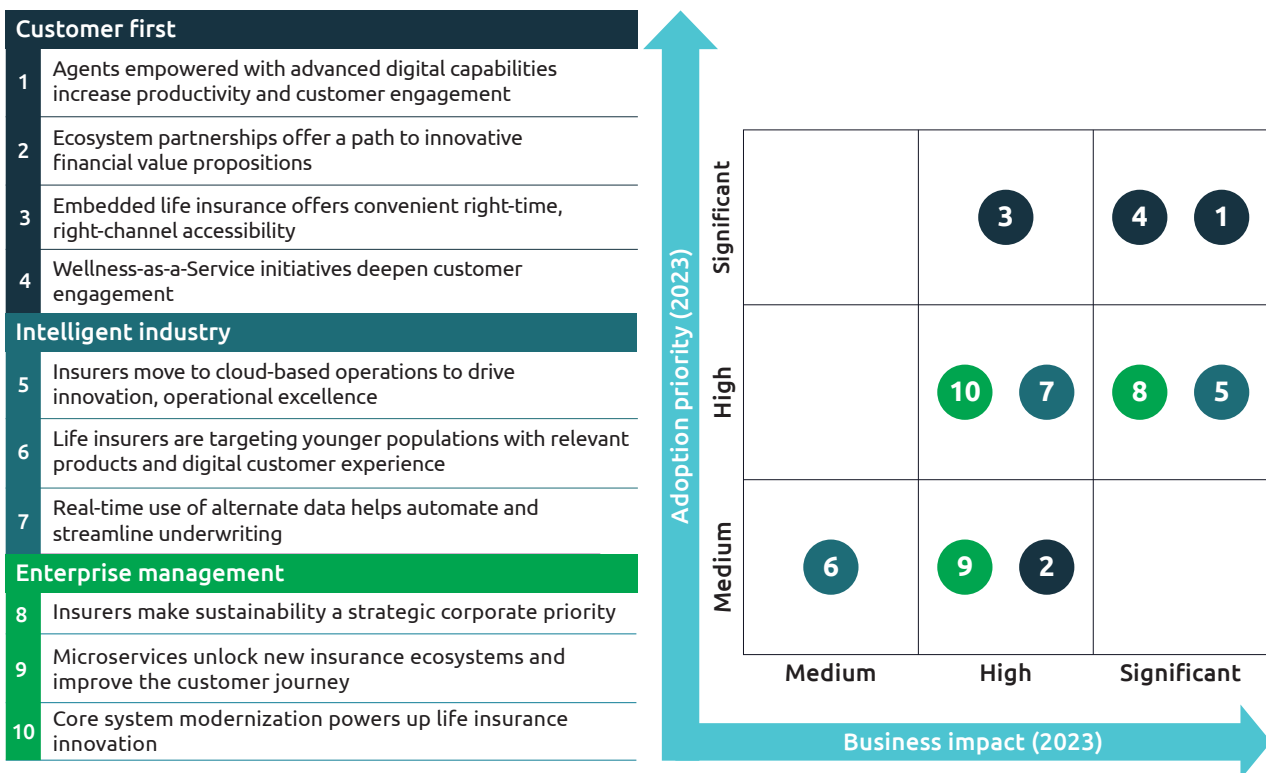 Customer first
1
Agents empowered with advanced digital capabilities
increase productivity and customer engagement
2
Ecosystem partnerships offer a path to innovative
financial value propositions
3
Embedded life insurance offers convenient right-time,
right-channel accessibility
4
Wellness-as-a-Service initiatives deepen customer
engagement
Intelligent industry
5
Insurers move to cloud-based operations to drive
innovation, operational excellence
6
Life insurers are targeting younger populations with relevant
products and digital customer experience
7
Real-time use of alternate data helps automate and
streamline underwriting
Enterprise management
8
Insurers make sustainability a strategic corporate priority
9
Microservices unlock new insurance ecosystems and
improve the customer journey
10
Core system modernization powers up life insurance
innovation
Adoption priority (2023)
Significant
3 4 1
High
10 7 8 5
Medium
6 9 2
Medium High Significant
Business impact (2023)